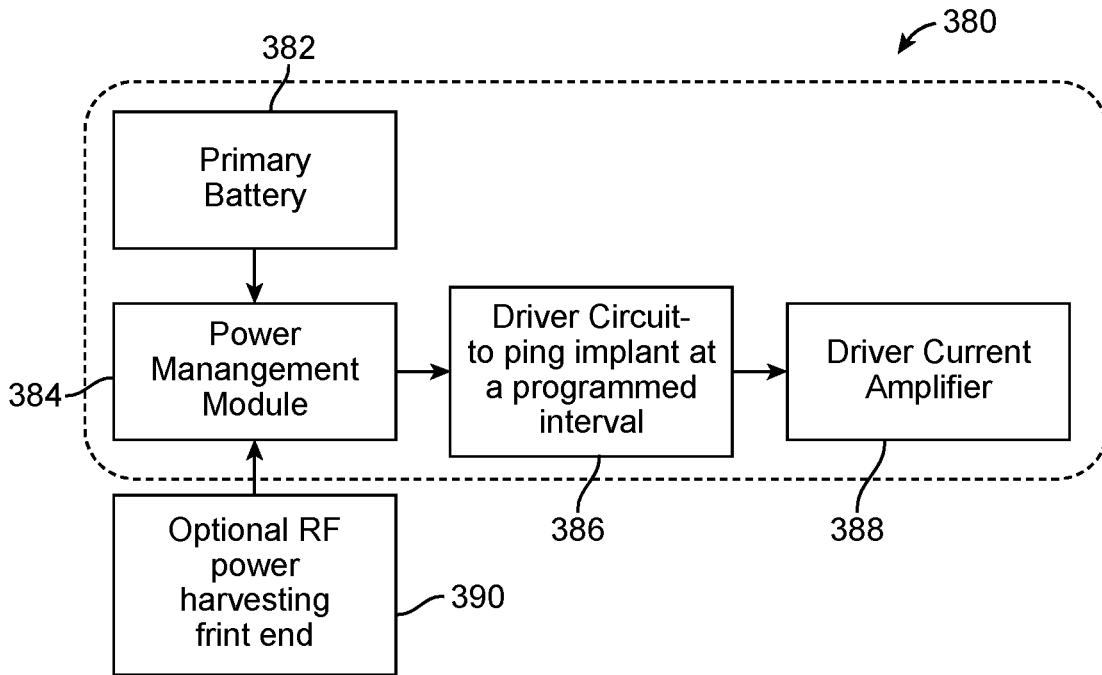 380
382
Primary
Battery
Power
Manangement
Module
384
Driver Circuit-
to ping implant at
a programmed
interval
386
Driver Current
Amplifier
388
Optional RF
power
harvesting
frint end
390